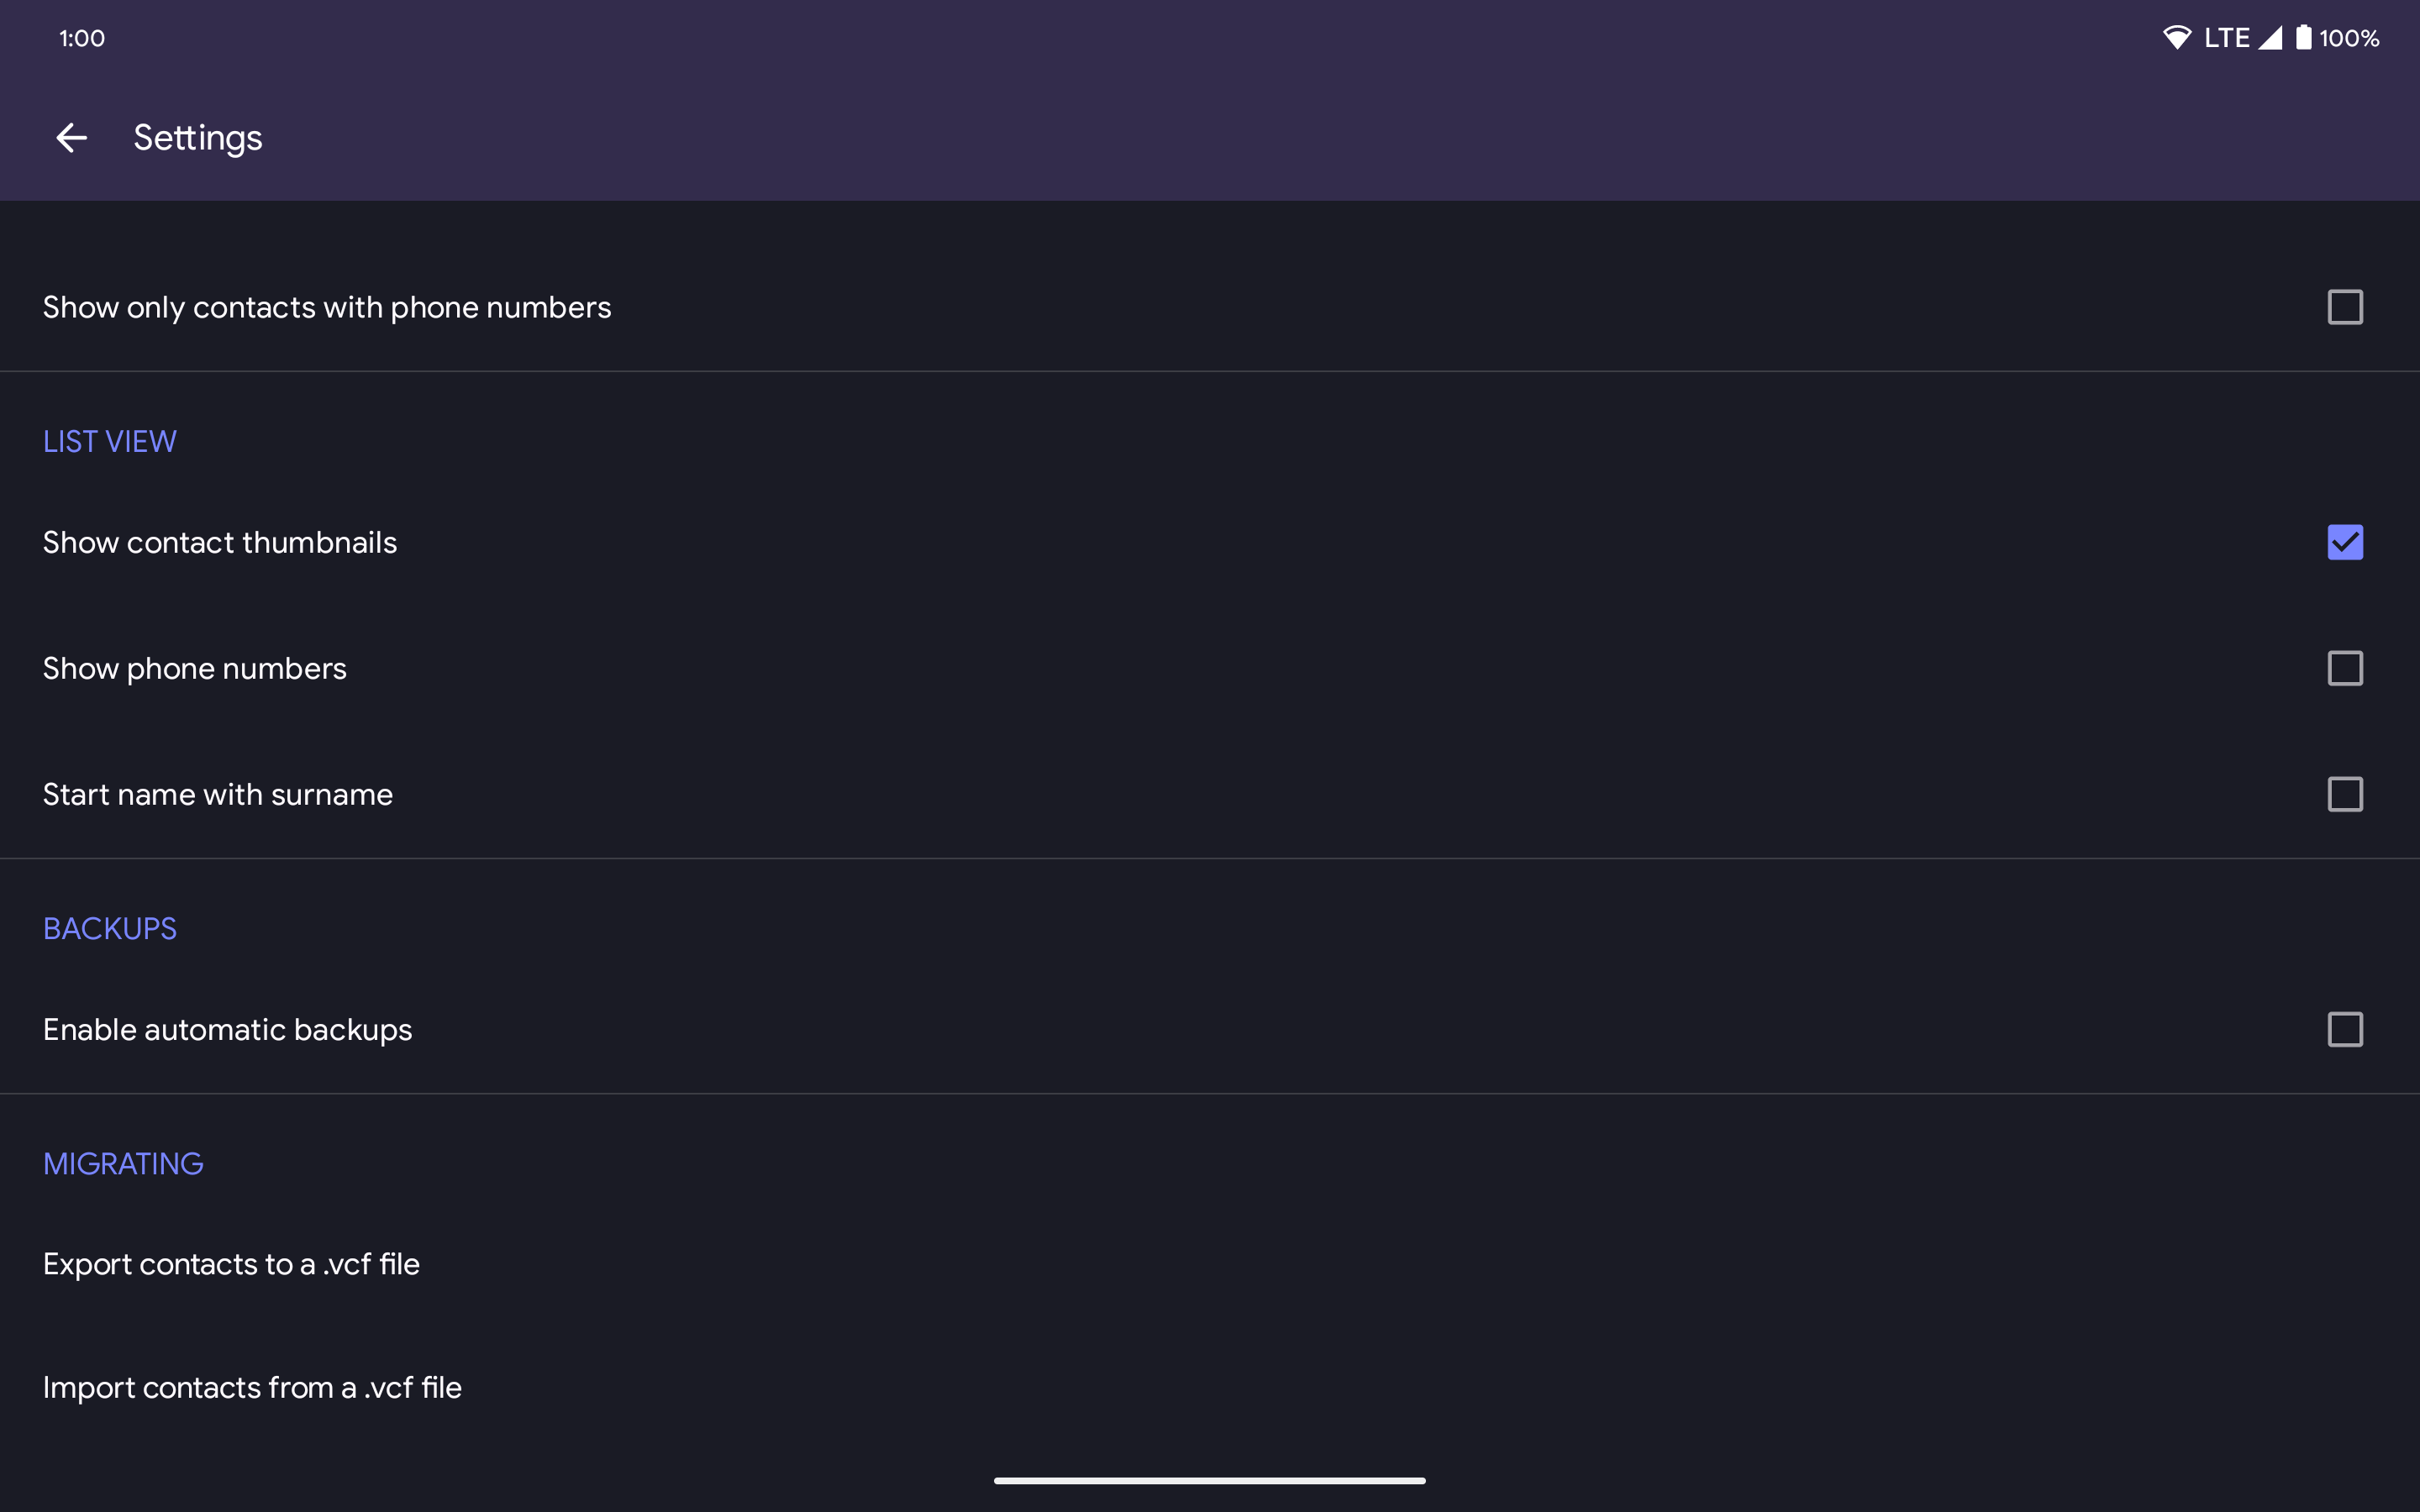 1:00
LTE
100%
Settings
Show only contacts with phone numbers
LIST VIEW
Show contact thumbnails
Show phone numbers
Start name with surname
BACKUPS
Enable automatic backups
MIGRATING
Export contacts to a .vcf file
Import contacts from a .vcf file